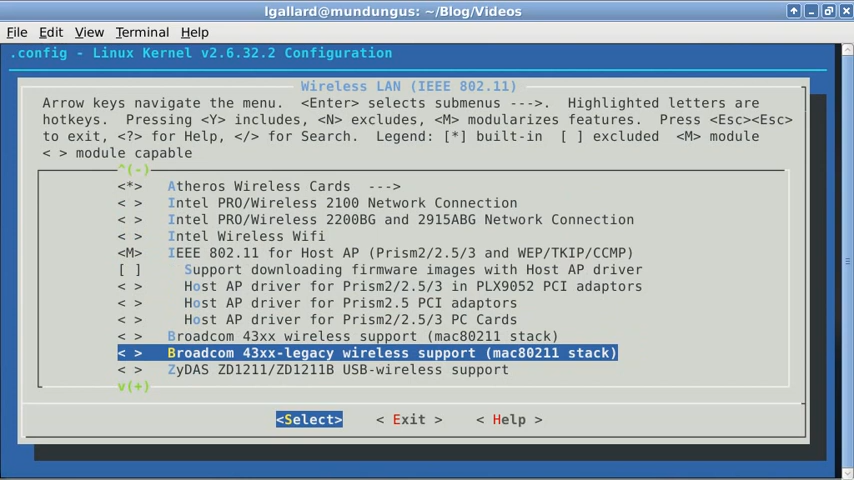 lgallard@mundungus: ~/Blog/Videos
File Edit View Terminal Help
.config - Linux Kernel v2.6.32.2 Configuration
Wireless LAN (IEEE 802.11)
Arrow keys navigate the menu. <Enter> selects submenus --->. Highlighted letters are
hotkeys. Pressing <Y> includes, <N> excludes, <M> modularizes features. Press <Esc><Esc>
to exit, <?> for Help, </> for Search. Legend: [*] built-in [ ] excluded <M> module
< > module capable
^(-)
<*> Atheros Wireless Cards --->
< > Intel PRO/Wireless 2100 Network Connection
< > Intel PRO/Wireless 2200BG and 2915ABG Network Connection
< > Intel Wireless Wifi
<M> IEEE 802.11 for Host AP (Prism2/2.5/3 and WEP/TKIP/CCMP)
[ ] Support downloading firmware images with Host AP driver
< > Host AP driver for Prism2/2.5/3 in PLX9052 PCI adaptors
< > Host AP driver for Prism2.5 PCI adaptors
< > Host AP driver for Prism2/2.5/3 PC Cards
< > Broadcom 43xx wireless support (mac80211 stack)
< > Broadcom 43xx-legacy wireless support (mac80211 stack)
< > ZyDAS ZD1211/ZD1211B USB-wireless support
v(+)
<Select> < Exit > < Help >